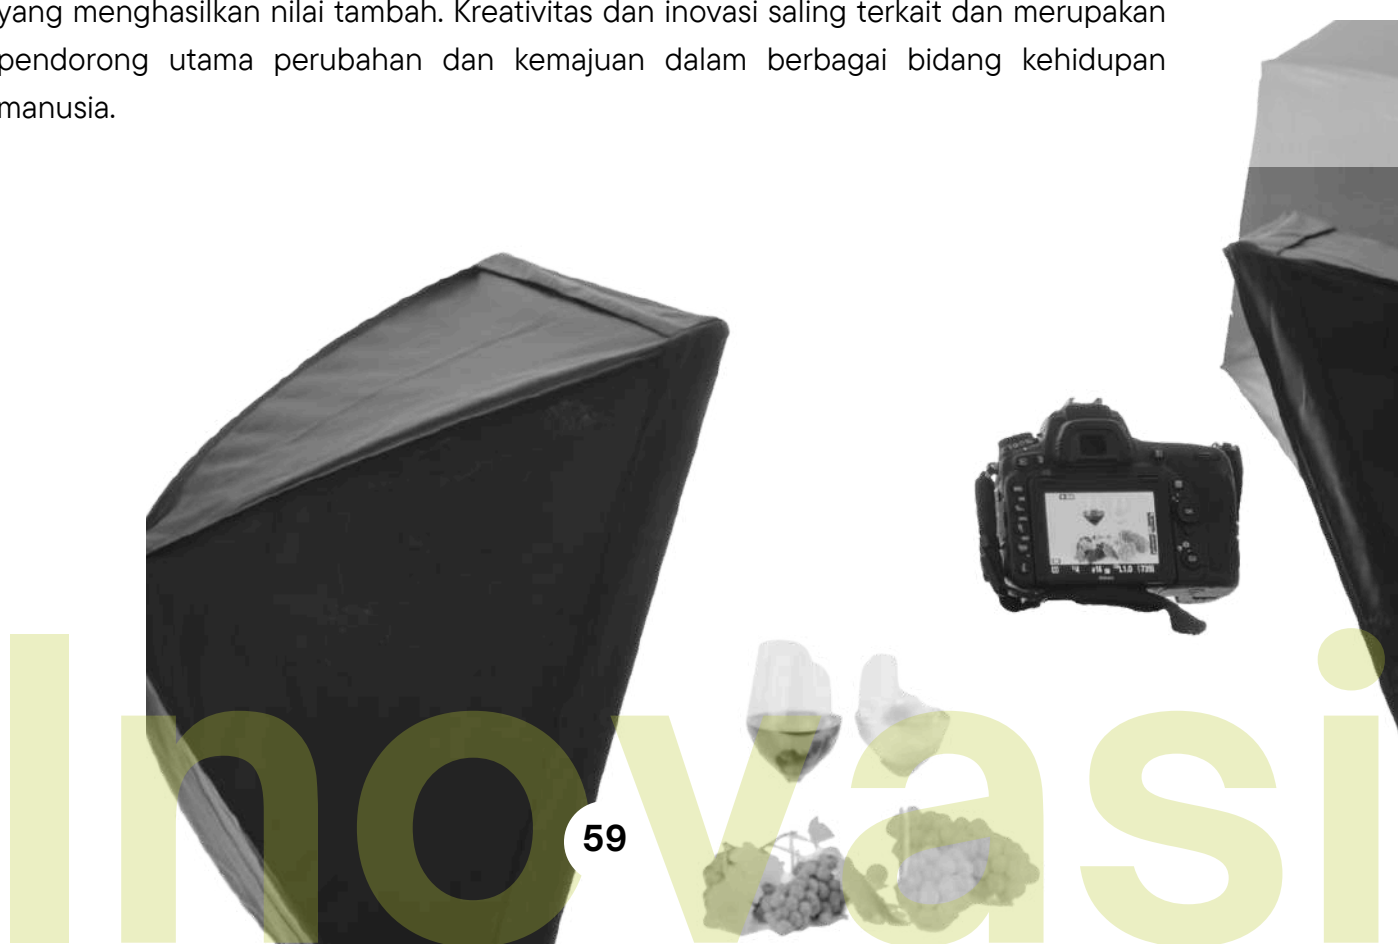 yang menghasilkan nilai tambah. Kreativitas dan inovasi saling terkait dan merupakan
pendorong utama perubahan dan kemajuan dalam berbagai bidang kehidupan
manusia.
Inovasi
59